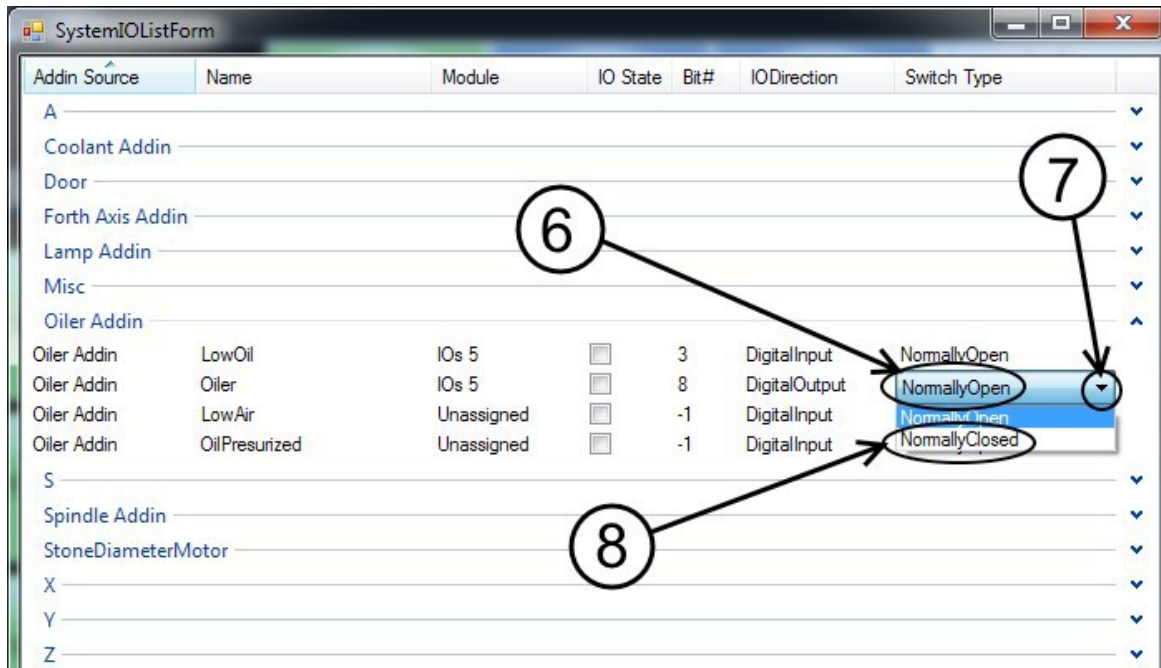 SystemIOListForm
Addin Source Name Module IO State Bit# IODirection Switch Type
A
Coolant Addin
7
Door
Forth Axis Addin
6
Lamp Addin
Misc
Oiler Addin
Oiler Addin LowOil IOs 5 3 DigitalInput NormallyOpen
Oiler Addin Oiler IOs 5 8 DigitalOutput NormallyOpen
Oiler Addin LowAir Unassigned -1 DigitalInput NormallyOpen
Oiler Addin OilPresurized Unassigned -1 DigitalInput NormallyClosed
S
Spindle Addin
8
StoneDiameterMotor
X
Y
Z